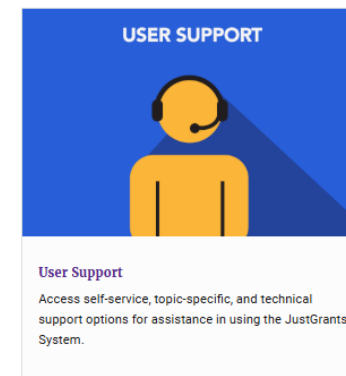 USER SUPPORT
User Support
Access self-service, topic-specific, and technical
support options for assistance in using the JustGrants
System.